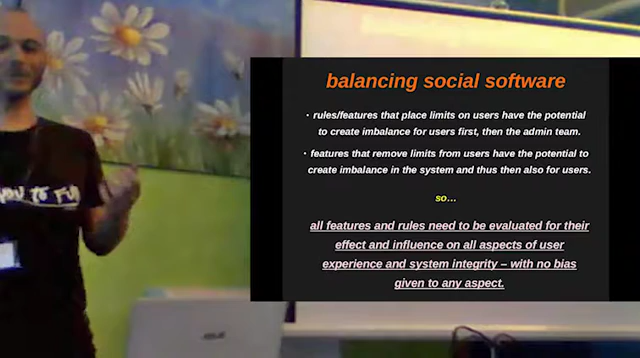 balancing social software
· rules/features that place limits on users have the potential
to create imbalance for users first, then the admin team.
· features that remove limits from users have the potential to
create imbalance in the system and thus then also for users.
so…
all features and rules need to be evaluated for their
effect and influence on all aspects of user
experience and system integrity – with no bias
given to any aspect.
TO FU
ASUS